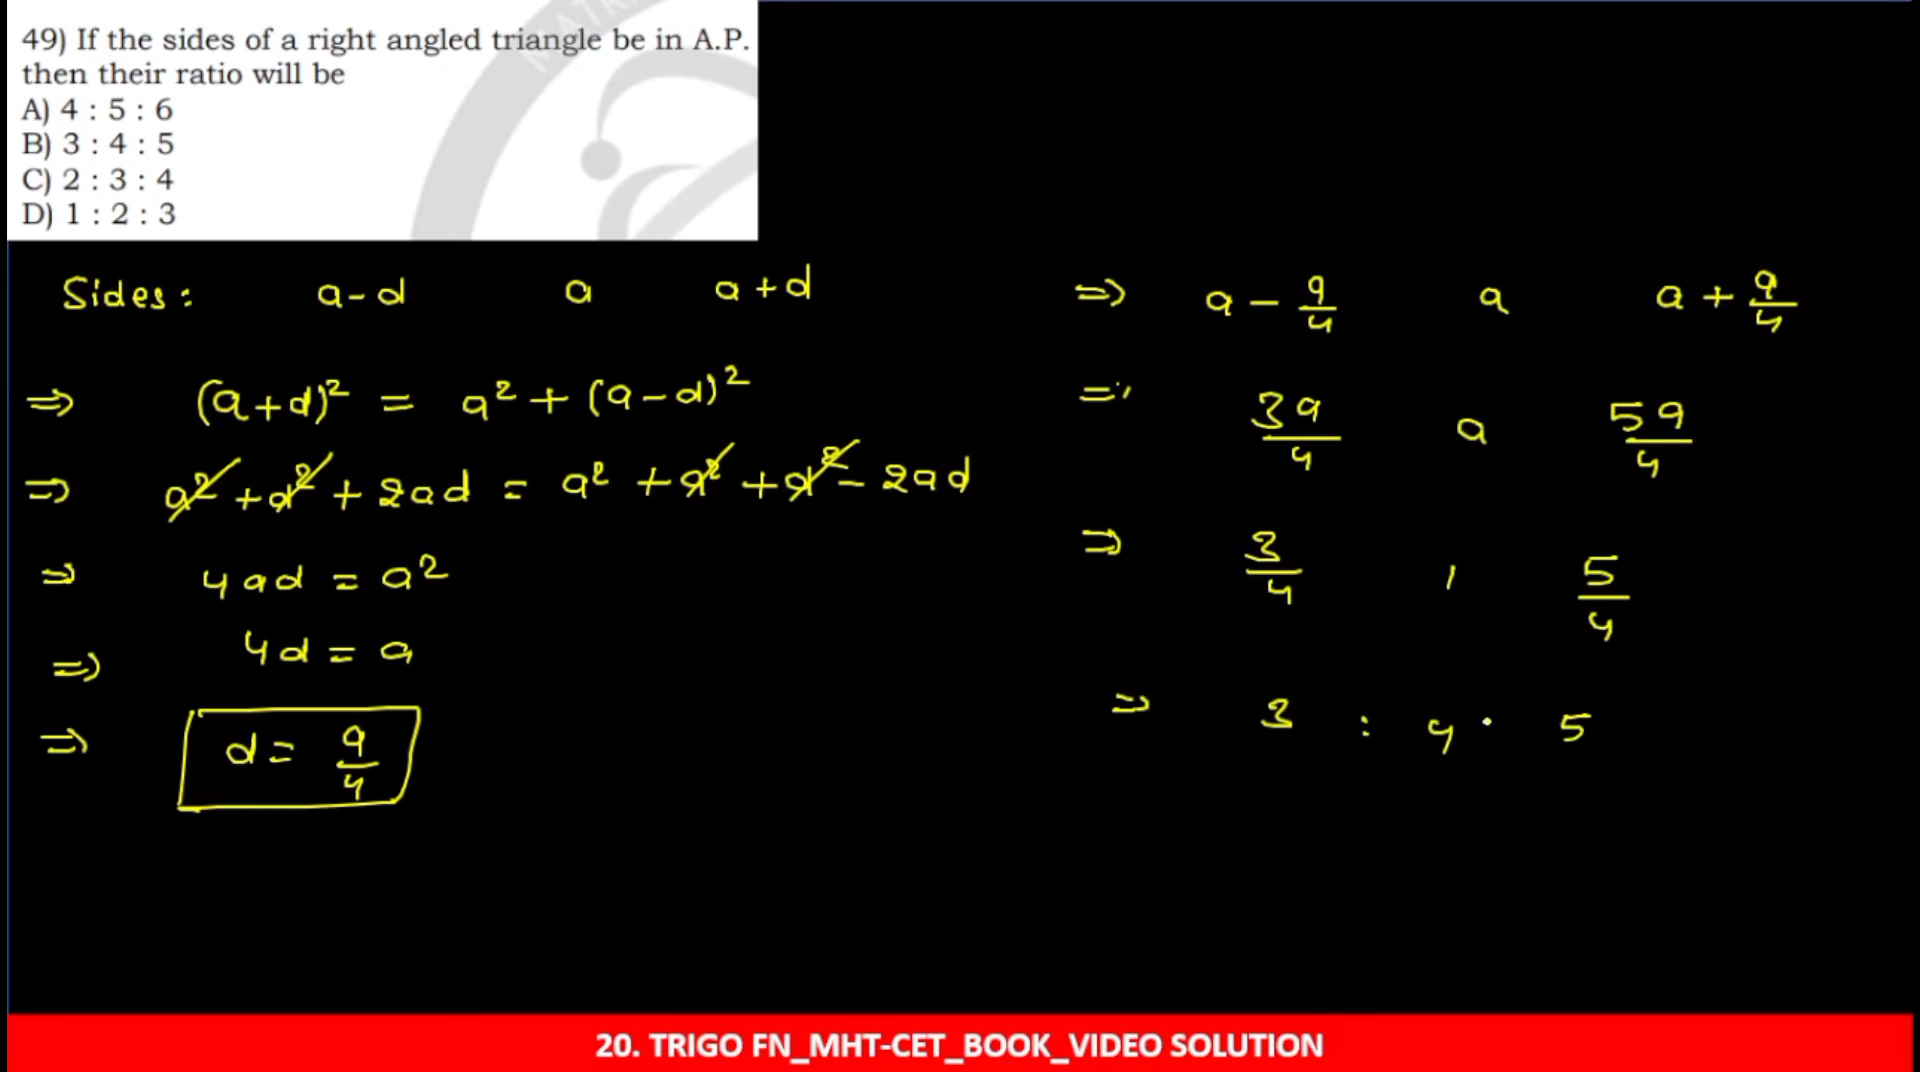 49) If the sides of a right angled triangle be in A.P.
then their ratio will be
A) 4 : 5 : 6
B) 3 : 4 : 5
C) 2 : 3 : 4
D) 1 : 2 : 3
Sides : a-d a a+d
⇒ (a+d)² = a² + (a-d)²
⇒ a² + d² + 2ad = a² + a² + d² - 2ad
⇒ 4ad = a²
⇒ 4d = a
⇒ d = a/4
⇒ a - a/4 a a + a/4
⇒ 3a/4 a 5a/4
⇒ 3/4 1 5/4
⇒ 3 : 4 · 5
20. TRIGO FN_MHT-CET_BOOK_VIDEO SOLUTION